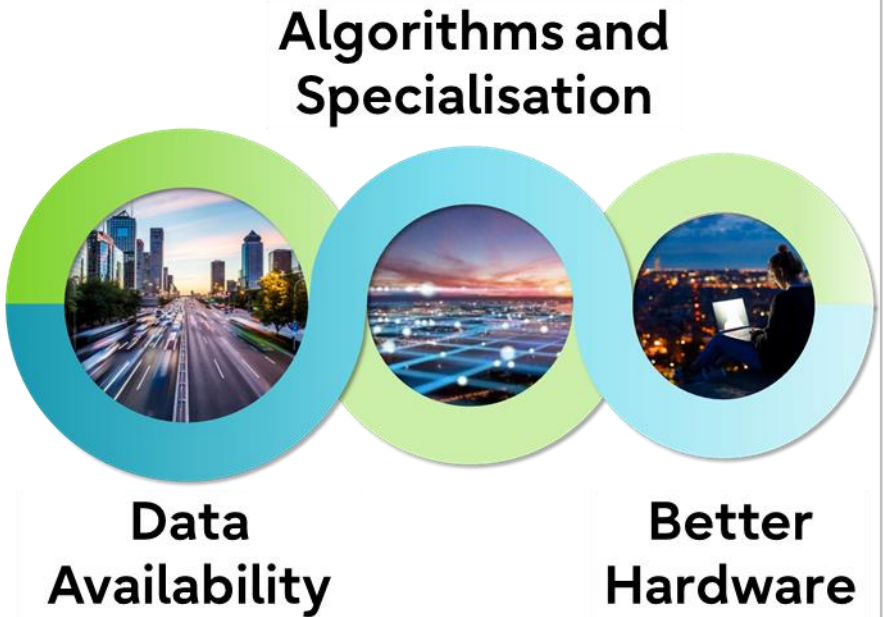 Algorithms and
Specialisation
Data
Availability
Better
Hardware